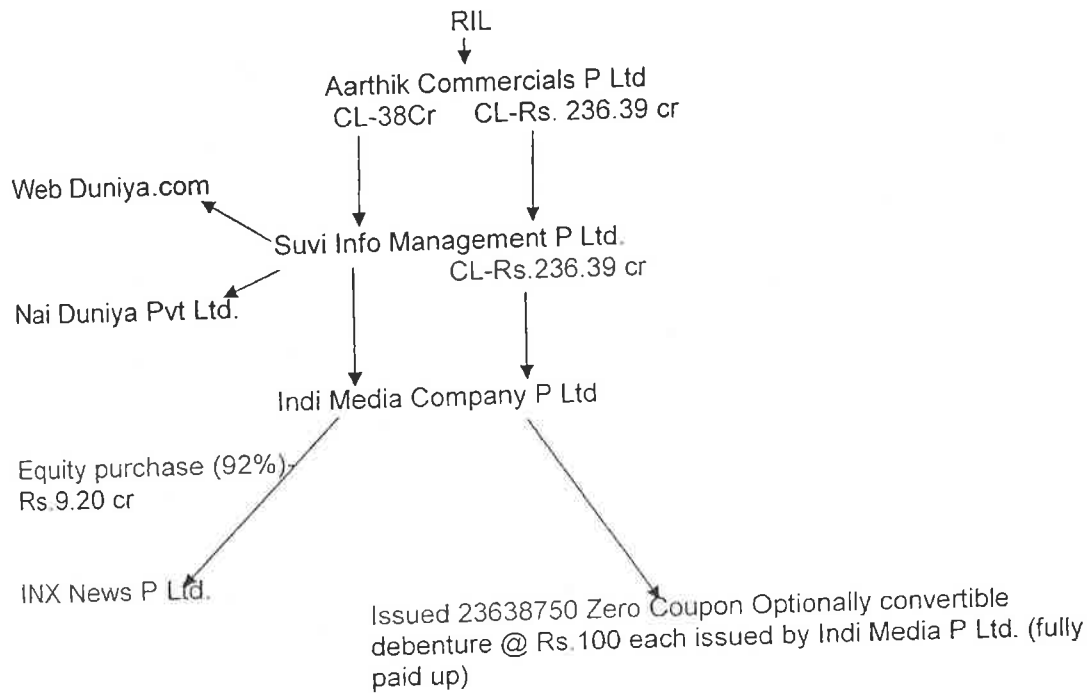 RIL
Aarthik Commercials P Ltd
CL-38Cr CL-Rs. 236.39 cr
Web Duniya.com
Suvi Info Management P Ltd.
CL-Rs.236.39 cr
Nai Duniya Pvt Ltd.
Indi Media Company P Ltd
Equity purchase (92%)-
Rs.9.20 cr
INX News P Ltd.
Issued 23638750 Zero Coupon Optionally convertible
debenture @ Rs.100 each issued by Indi Media P Ltd. (fully
paid up)